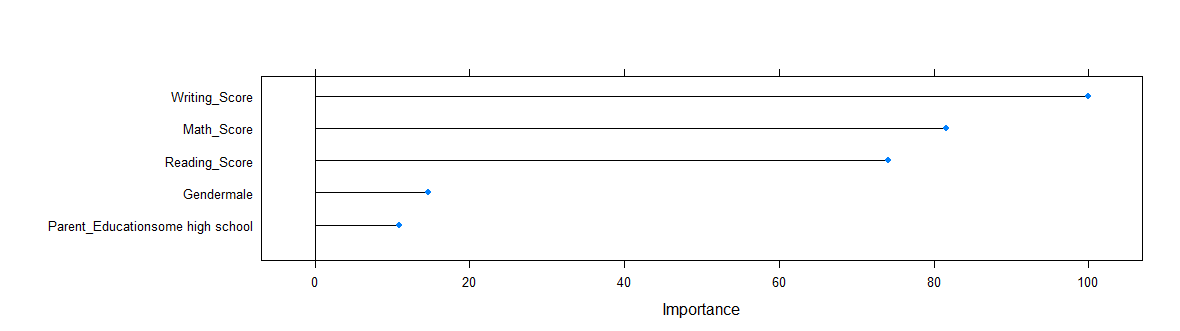 Writing_Score
Math_Score
Reading_Score
Gendermale
Parent_Educationsome high school
0 20 40 60 80 100
Importance